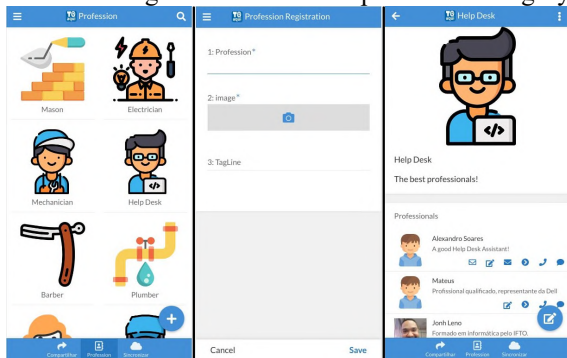 Profession
Mason
Electrician
Mechanician
Help Desk
Barber
Plumber
Compartilhar
Profession
Sincronizar
Profession Registration
1: Profession*
2: image*
3: TagLine
Cancel
Save
Help Desk
Help Desk
The best professionals!
Professionals
Alexandro Soares
A good Help Desk Assistant!
Mateus
Profissional qualificado, representante da Dell
Jonh Leno
Formado em informática pelo IFTO.
Compartilhar
Profession
Sincronizar